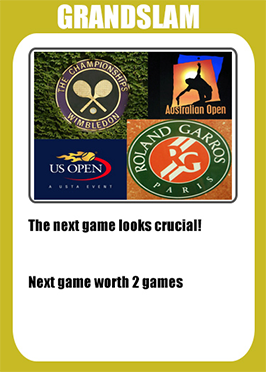 GRANDSLAM
THE CHAMPIONSHIPS
WIMBLEDON
Australian Open
US OPEN
A USTA EVENT
ROLAND GARROS
RG
PARIS
The next game looks crucial!
Next game worth 2 games